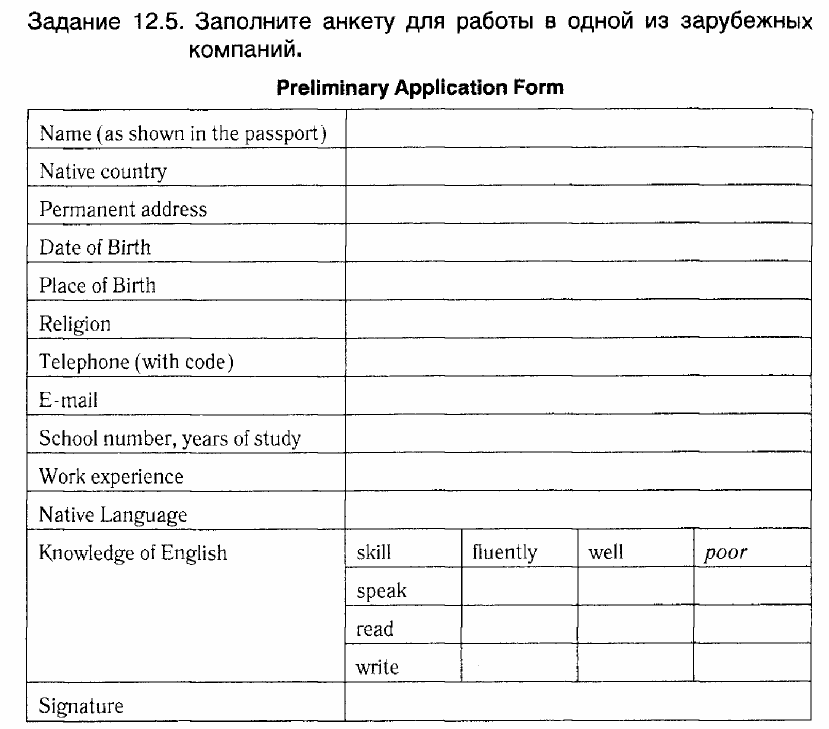 Задание 12.5. Заполните анкету для работы в одной из зарубежных
компаний.
Preliminary Application Form
Name (as shown in the passport)
Native country
Permanent address
Date of Birth
Place of Birth
Religion
Telephone (with code)
E-mail
School number, years of study
Work experience
Native Language
Knowledge of English skill fluently well poor
speak
read
write
Signature